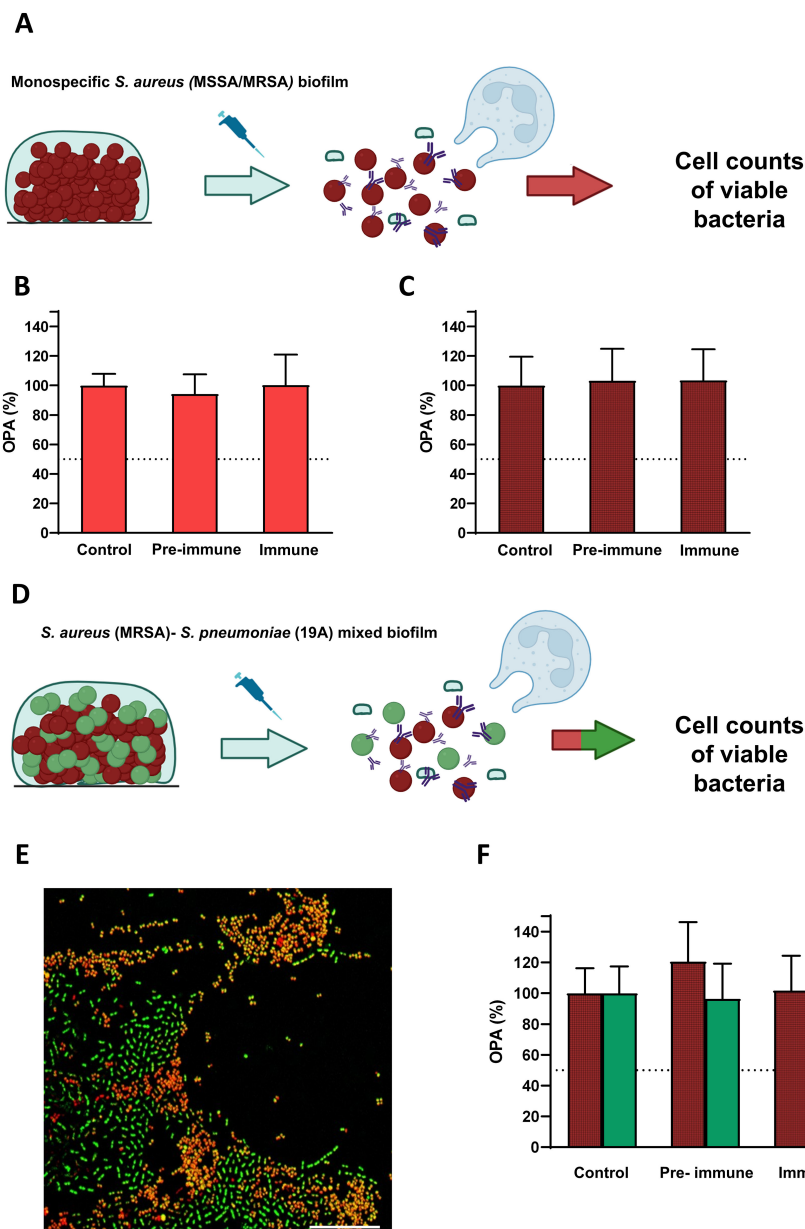 A
Monospecific S. aureus (MSSA/MRSA) biofilm
Cell counts
of viable
bacteria
B
OPA (%)
140
120
100
80
60
40
20
0
Control Pre-immune Immune
C
OPA (%)
140
120
100
80
60
40
20
0
Control Pre-immune Immune
D
S. aureus (MRSA)- S. pneumoniae (19A) mixed biofilm
Cell counts
of viable
bacteria
E
F
OPA (%)
140
120
100
80
60
40
20
0
Control Pre- immune Imm